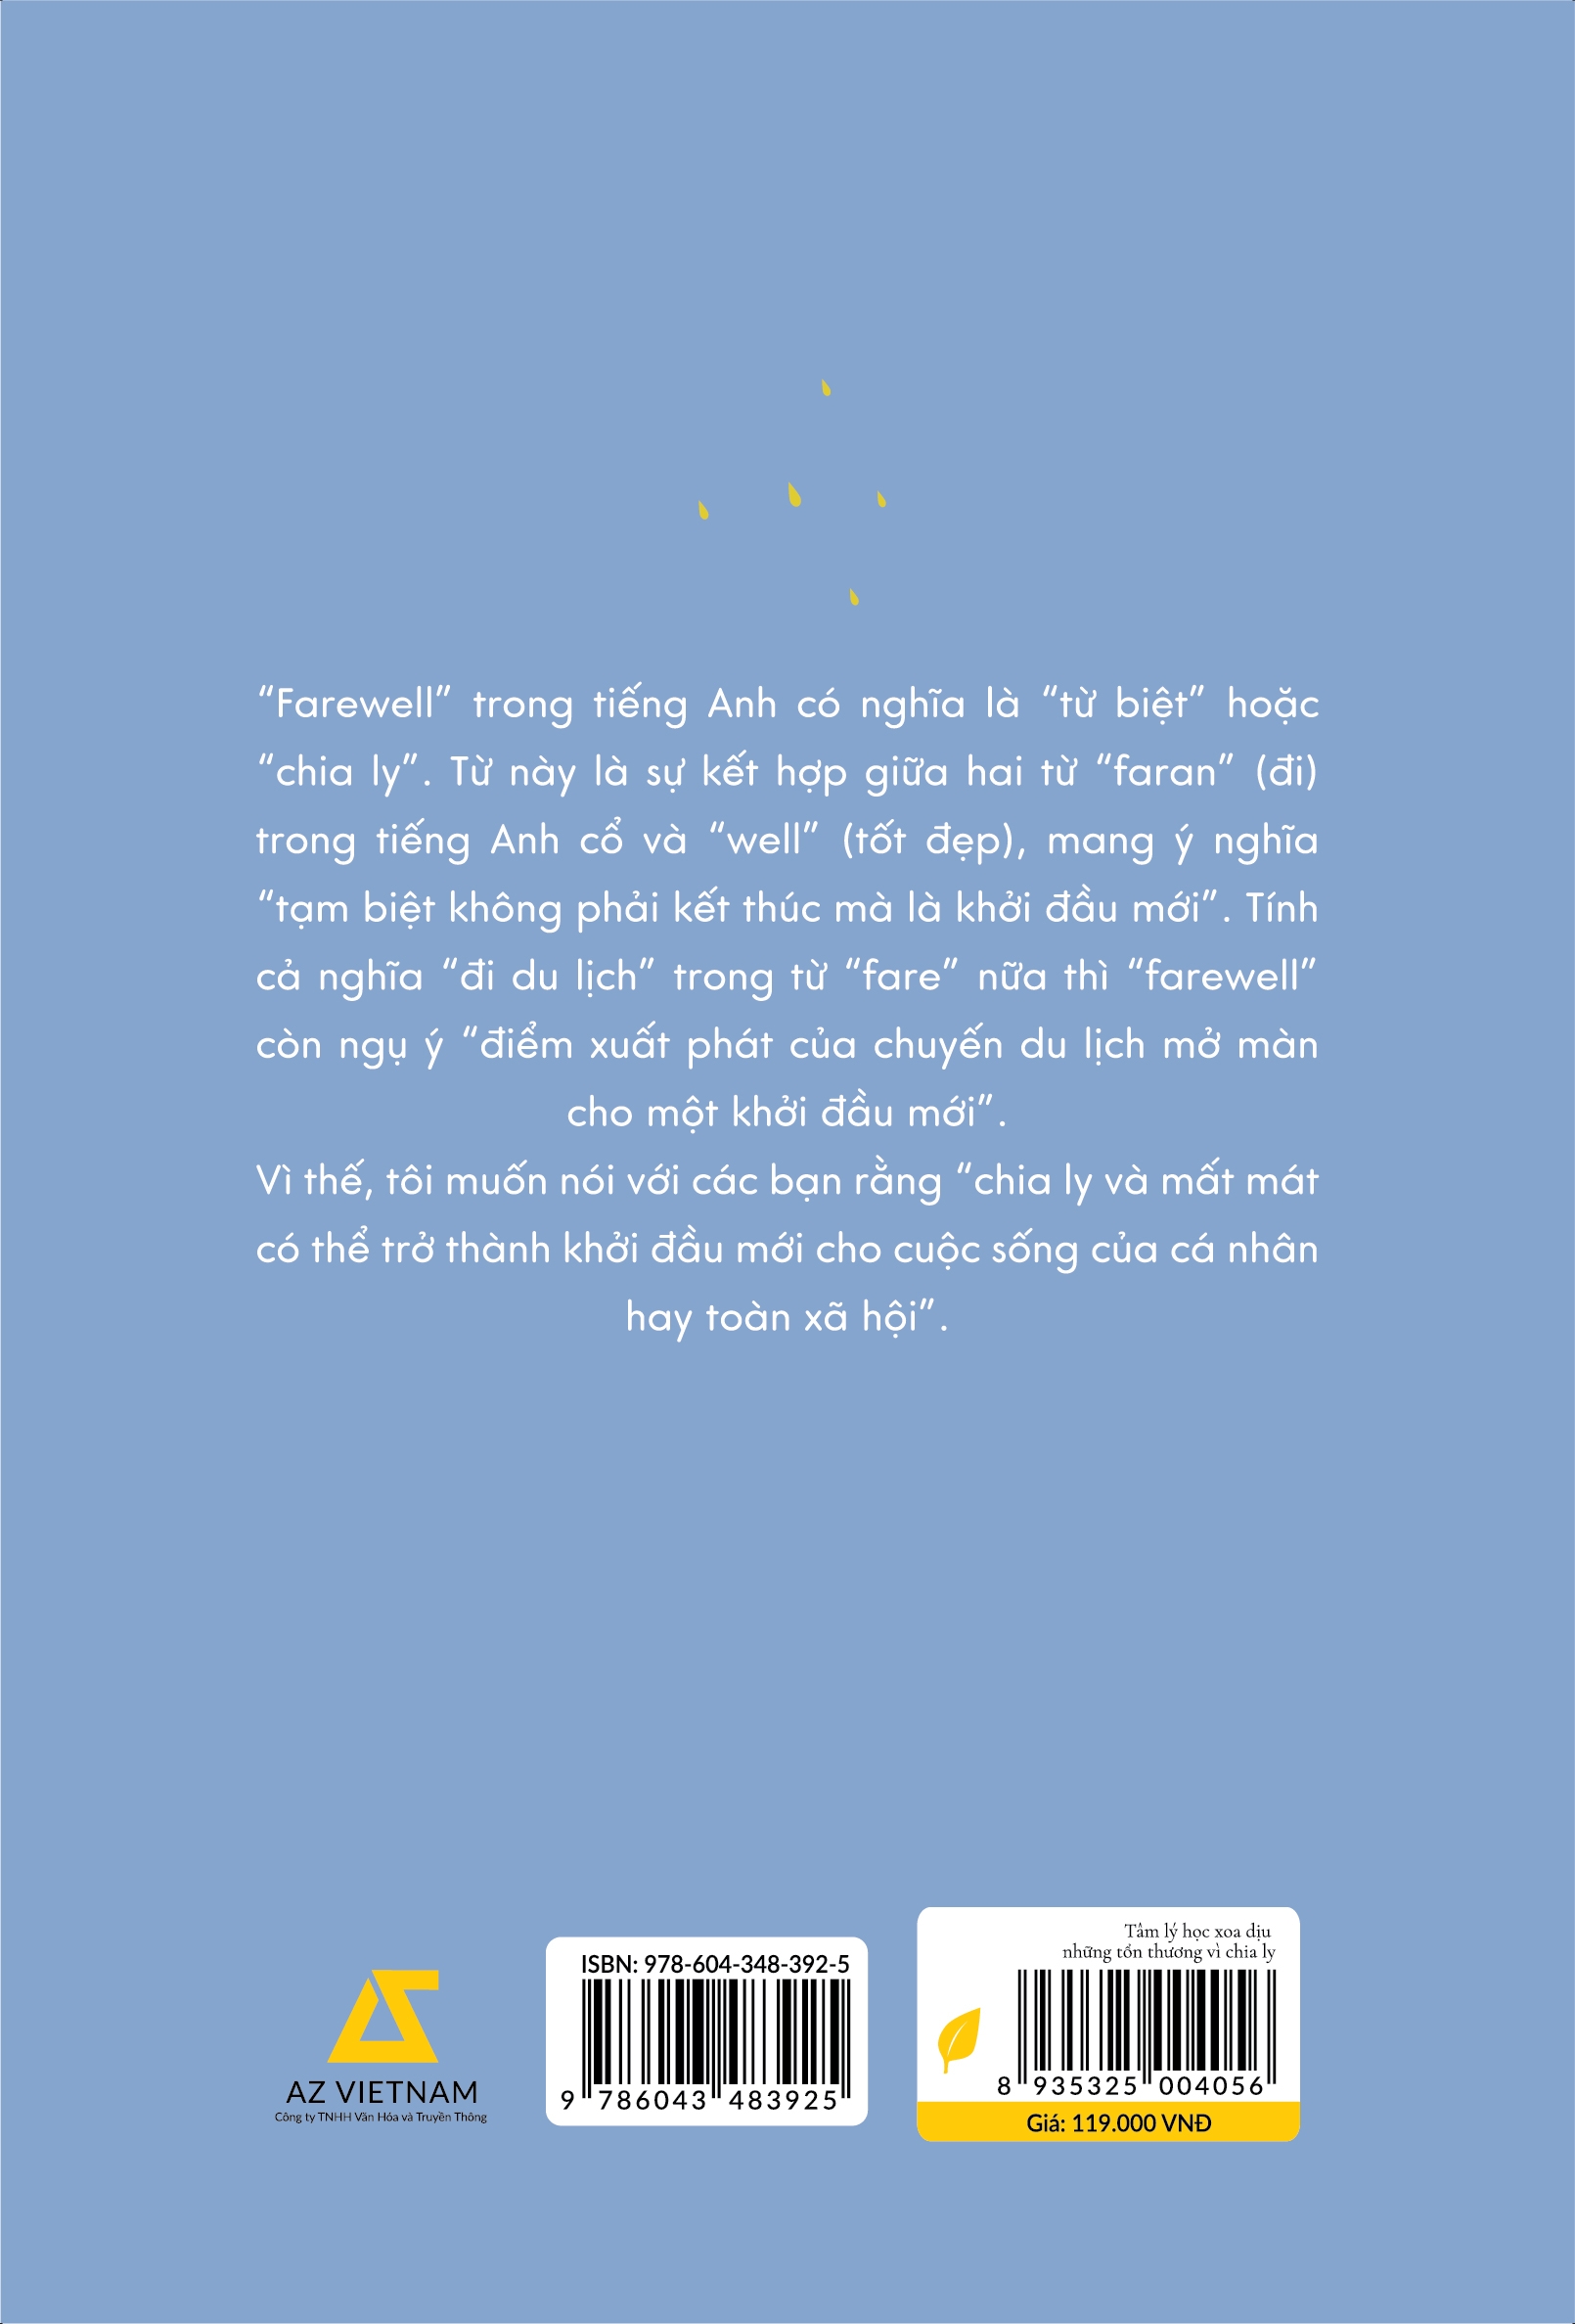 “Farewell” trong tiếng Anh có nghĩa là “từ biệt” hoặc
“chia ly”. Từ này là sự kết hợp giữa hai từ “faran” (đi)
trong tiếng Anh cổ và “well” (tốt đẹp), mang ý nghĩa
“tạm biệt không phải kết thúc mà là khởi đầu mới”. Tính
cả nghĩa “đi du lịch” trong từ “fare” nữa thì “farewell”
còn ngụ ý “điểm xuất phát của chuyến du lịch mở màn
cho một khởi đầu mới”.
Vì thế, tôi muốn nói với các bạn rằng “chia ly và mất mát
có thể trở thành khởi đầu mới cho cuộc sống của cá nhân
hay toàn xã hội”.
AZ VIETNAM
Công ty TNHH Văn Hóa và Truyền Thông
ISBN: 978-604-348-392-5
9 786043 483925
Tâm lý học xoa dịu
những tổn thương vì chia ly
8 935325 004056
Giá: 119.000 VNĐ